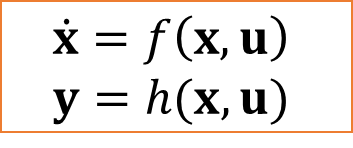 ẋ = f(x, u)
y = h(x, u)